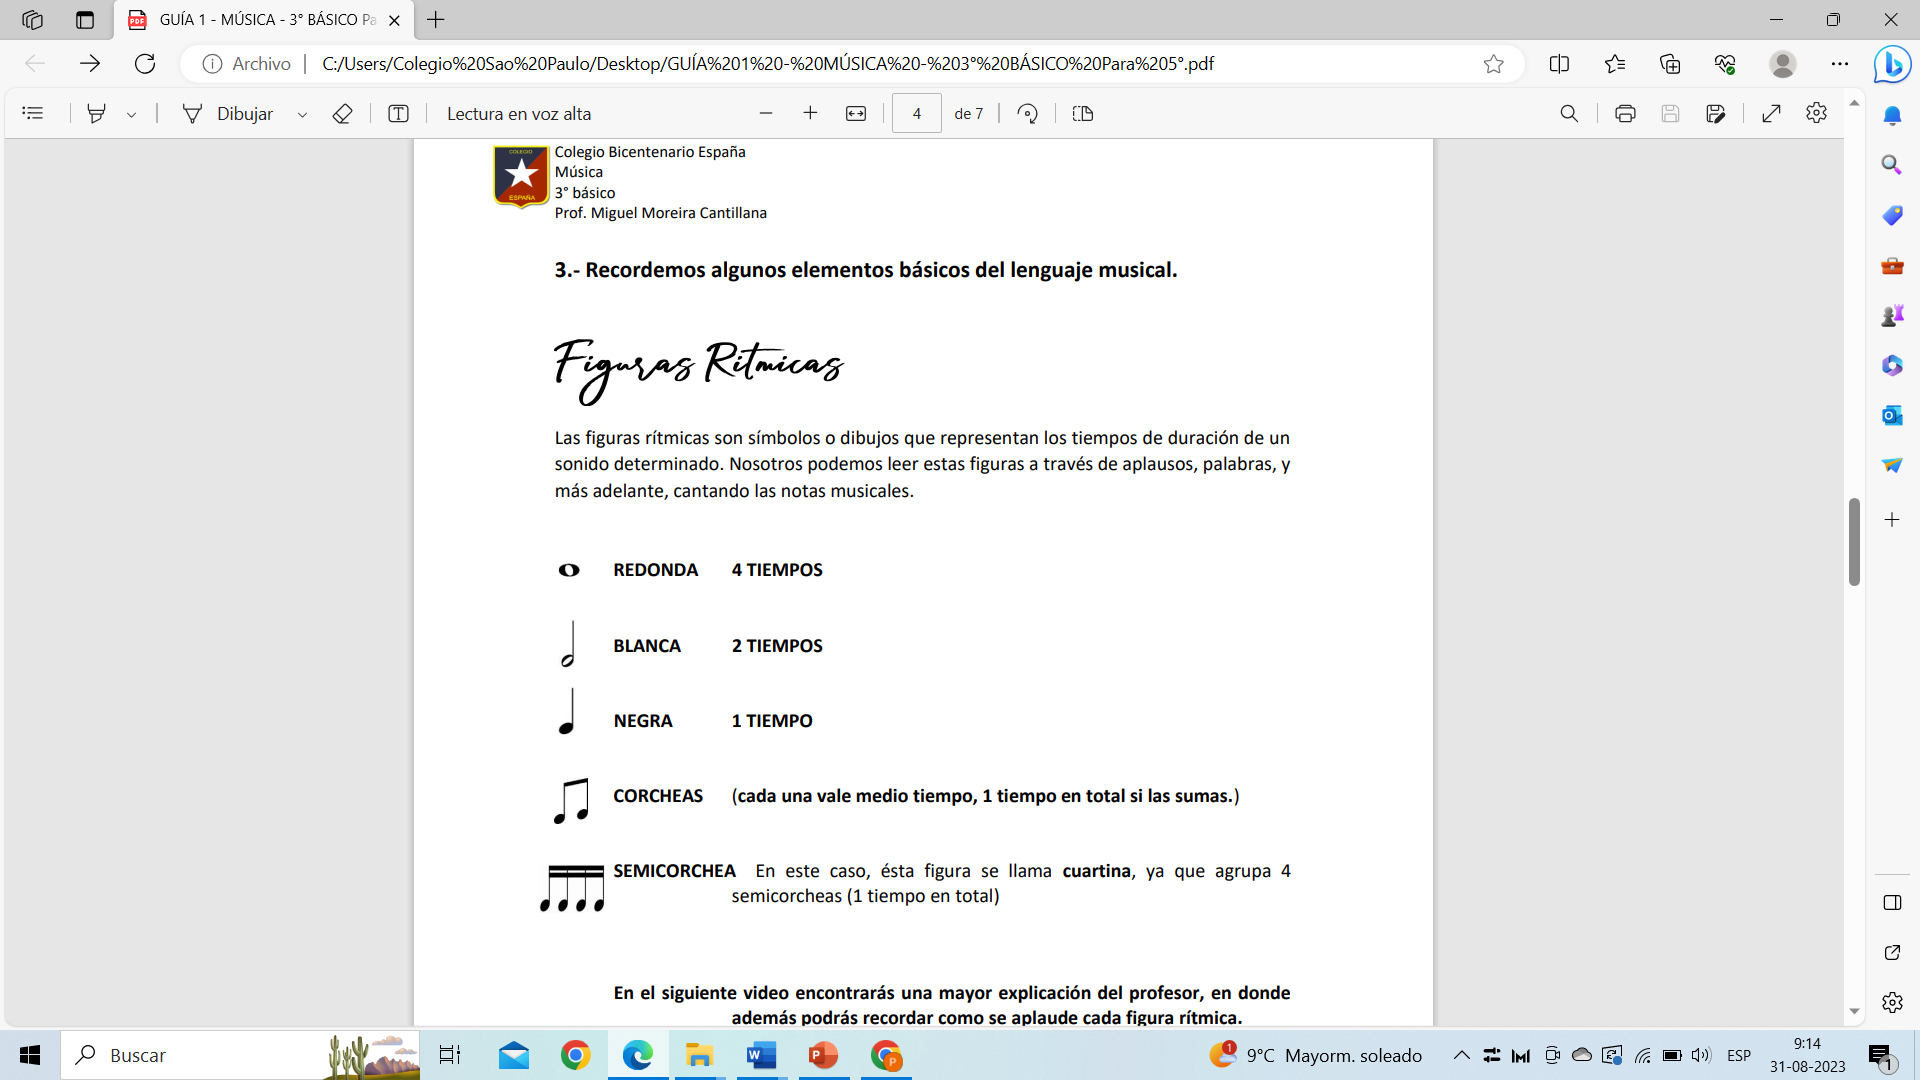 GUÍA 1 - MÚSICA - 3° BÁSICO Pa
Archivo
C:/Users/Colegio%20Sao%20Paulo/Desktop/GUÍA%201%20-%20MÚSICA%20-%203°%20BÁSICO%20Para%205°.pdf
Dibujar
Lectura en voz alta
4 de 7
COLEGIO
ESPAÑA
Colegio Bicentenario España
Música
3° básico
Prof. Miguel Moreira Cantillana
3.- Recordemos algunos elementos básicos del lenguaje musical.
Figuras Ritmicas
Las figuras rítmicas son símbolos o dibujos que representan los tiempos de duración de un
sonido determinado. Nosotros podemos leer estas figuras a través de aplausos, palabras, y
más adelante, cantando las notas musicales.
REDONDA 4 TIEMPOS
BLANCA 2 TIEMPOS
NEGRA 1 TIEMPO
CORCHEAS (cada una vale medio tiempo, 1 tiempo en total si las sumas.)
SEMICORCHEA En este caso, ésta figura se llama cuartina, ya que agrupa 4
semicorcheas (1 tiempo en total)
En el siguiente video encontrarás una mayor explicación del profesor, en donde
además podrás recordar como se aplaude cada figura rítmica.
Buscar
1
9°C Mayorm. soleado
ESP
9:14
31-08-2023
1